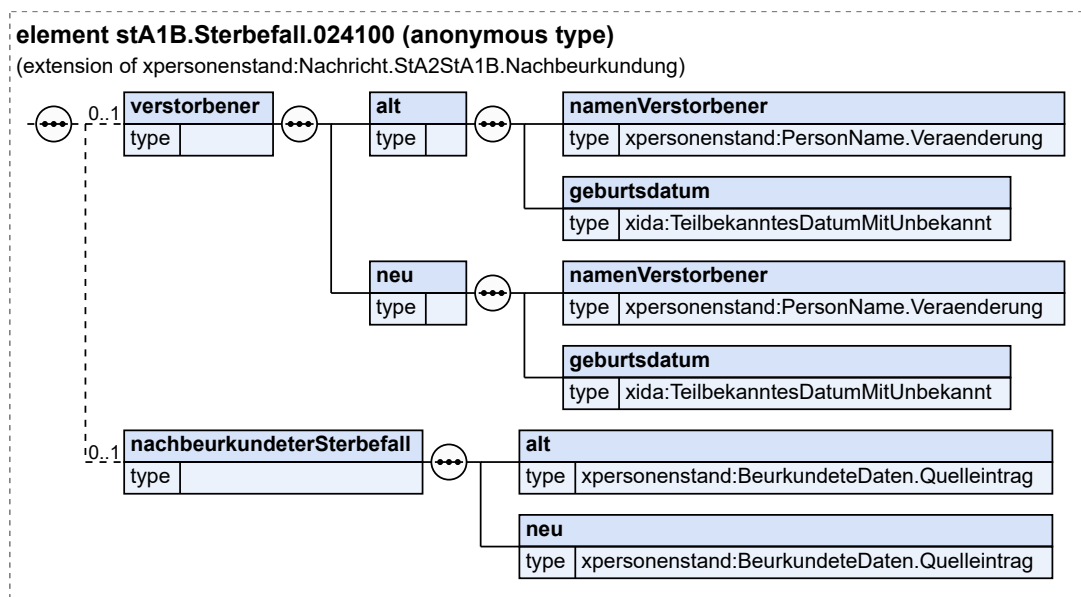 element stA1B.Sterbefall.024100 (anonymous type)
(extension of xpersonenstand:Nachricht.StA2StA1B.Nachbeurkundung)
0..1
verstorbener
type
alt
type
namenVerstorbener
type xpersonenstand:PersonName.Veraenderung
geburtsdatum
type xida:TeilbekanntesDatumMitUnbekannt
neu
type
namenVerstorbener
type xpersonenstand:PersonName.Veraenderung
geburtsdatum
type xida:TeilbekanntesDatumMitUnbekannt
0..1
nachbeurkundeterSterbefall
type
alt
type xpersonenstand:BeurkundeteDaten.Quelleintrag
neu
type xpersonenstand:BeurkundeteDaten.Quelleintrag